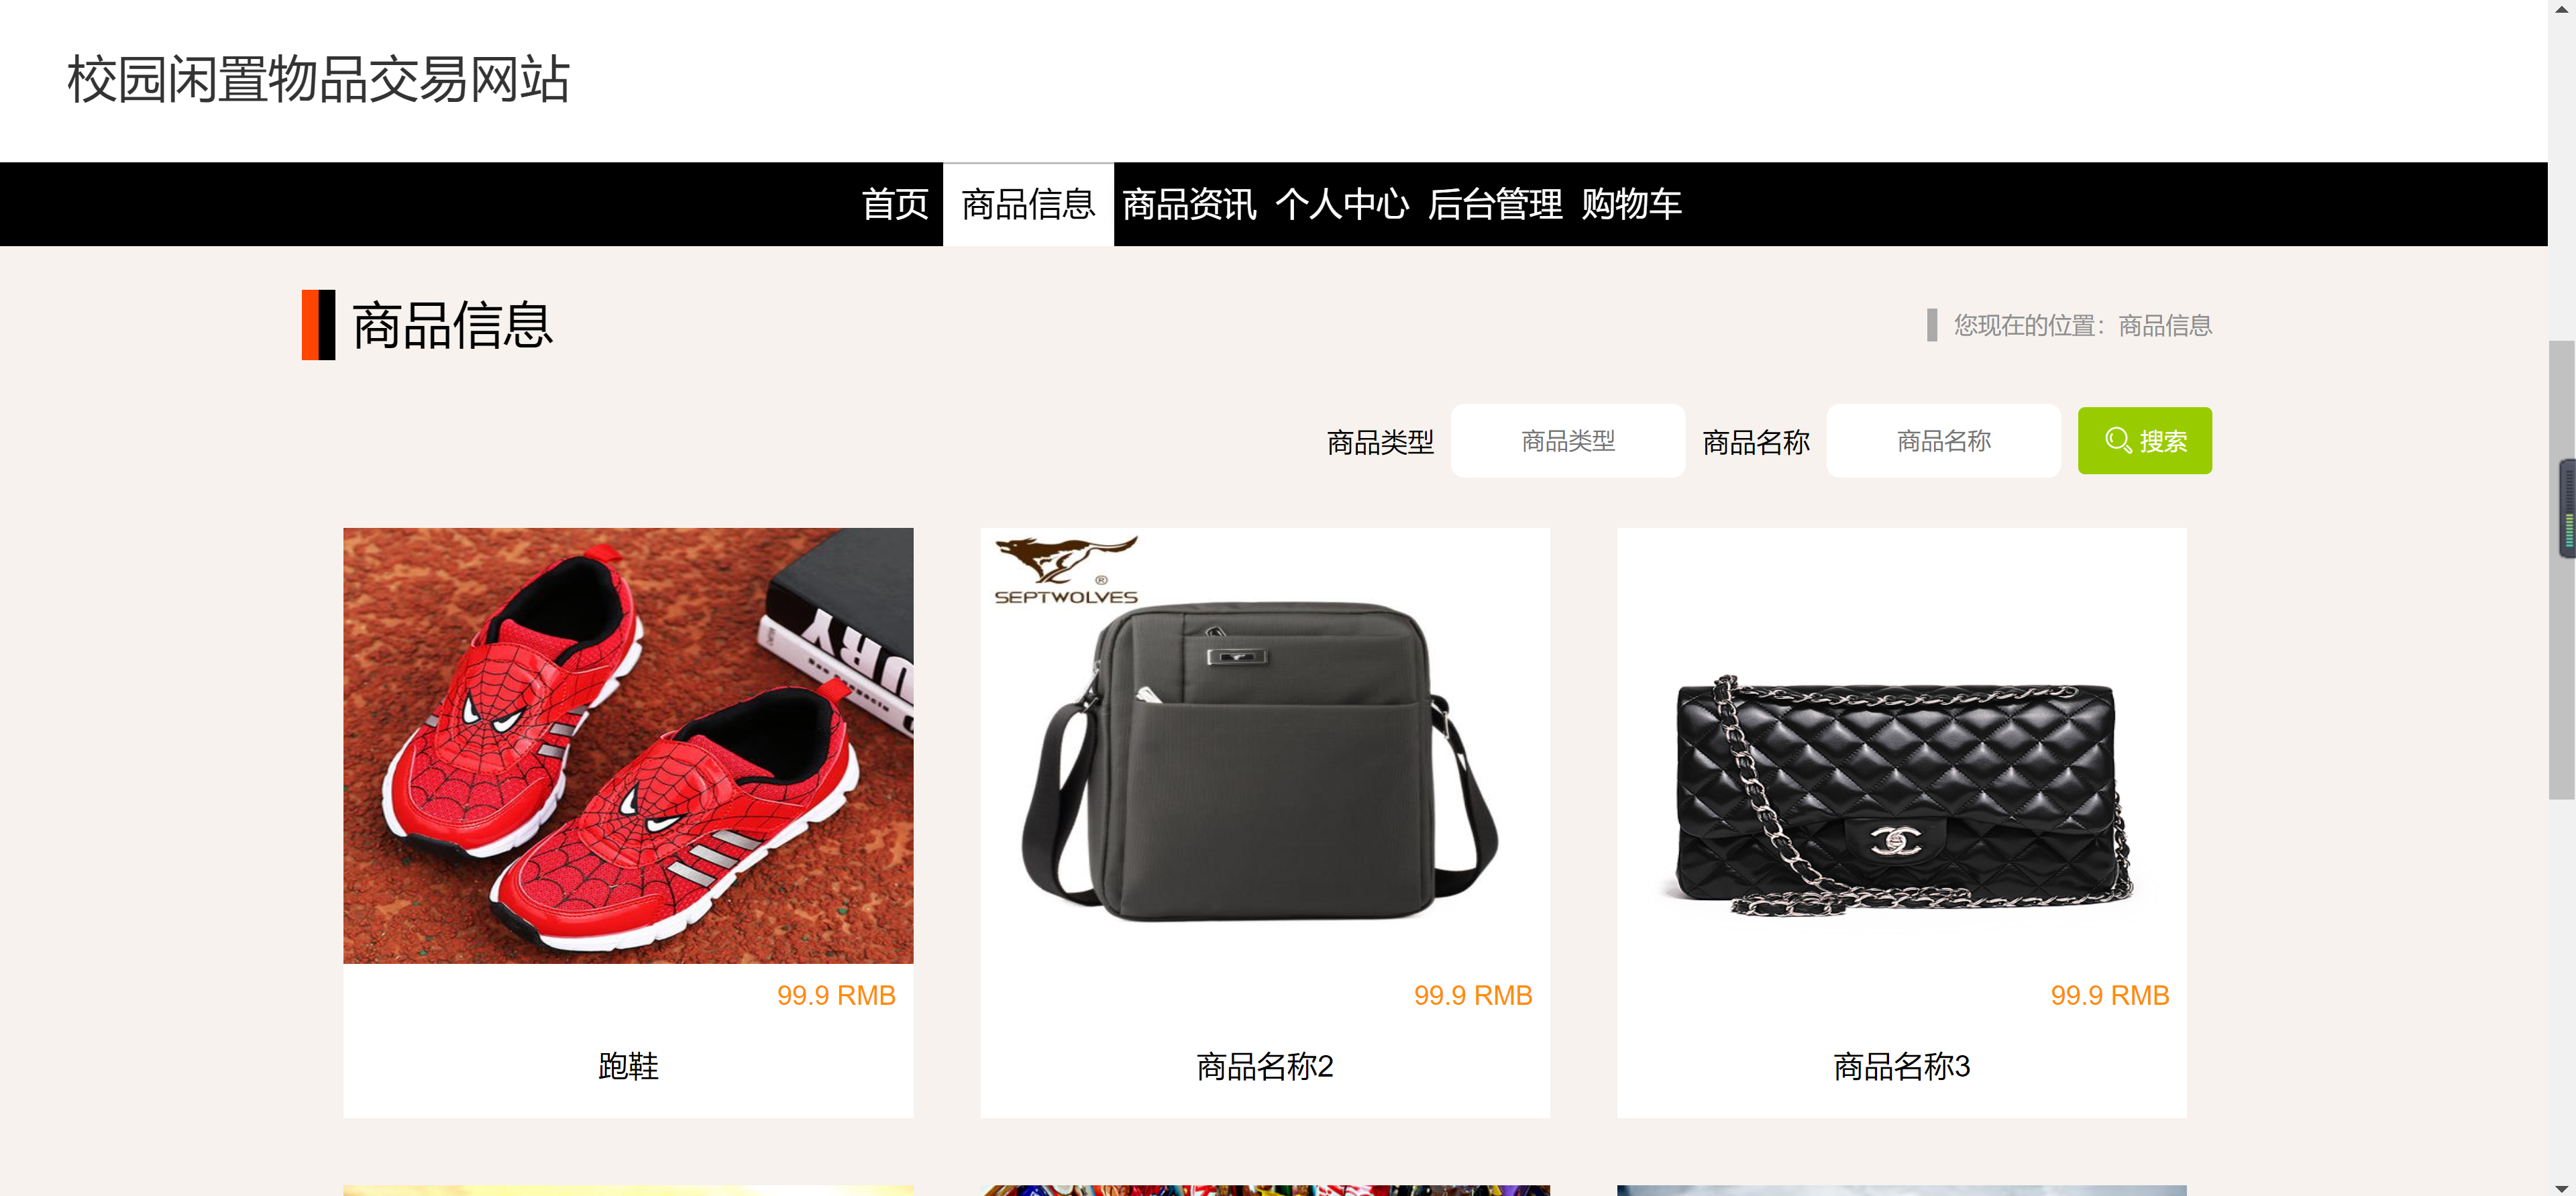 校园闲置物品交易网站
首页 商品信息 商品资讯 个人中心 后台管理 购物车
商品信息
您现在的位置：商品信息
商品类型 商品类型 商品名称 商品名称 搜索
SEPTWOLVES
®
URY
99.9 RMB
99.9 RMB
99.9 RMB
跑鞋
商品名称2
商品名称3